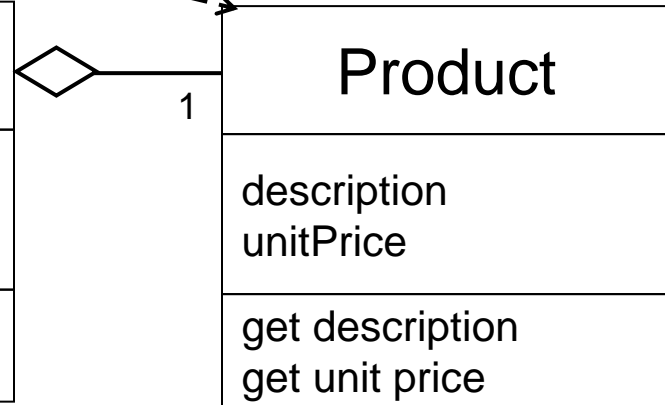 Product
1
description
unitPrice
get description
get unit price